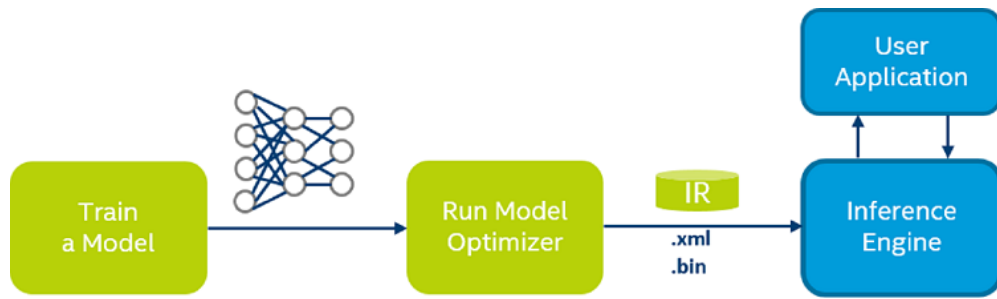 Train
a Model
Run Model
Optimizer
IR
.xml
.bin
User
Application
Inference
Engine